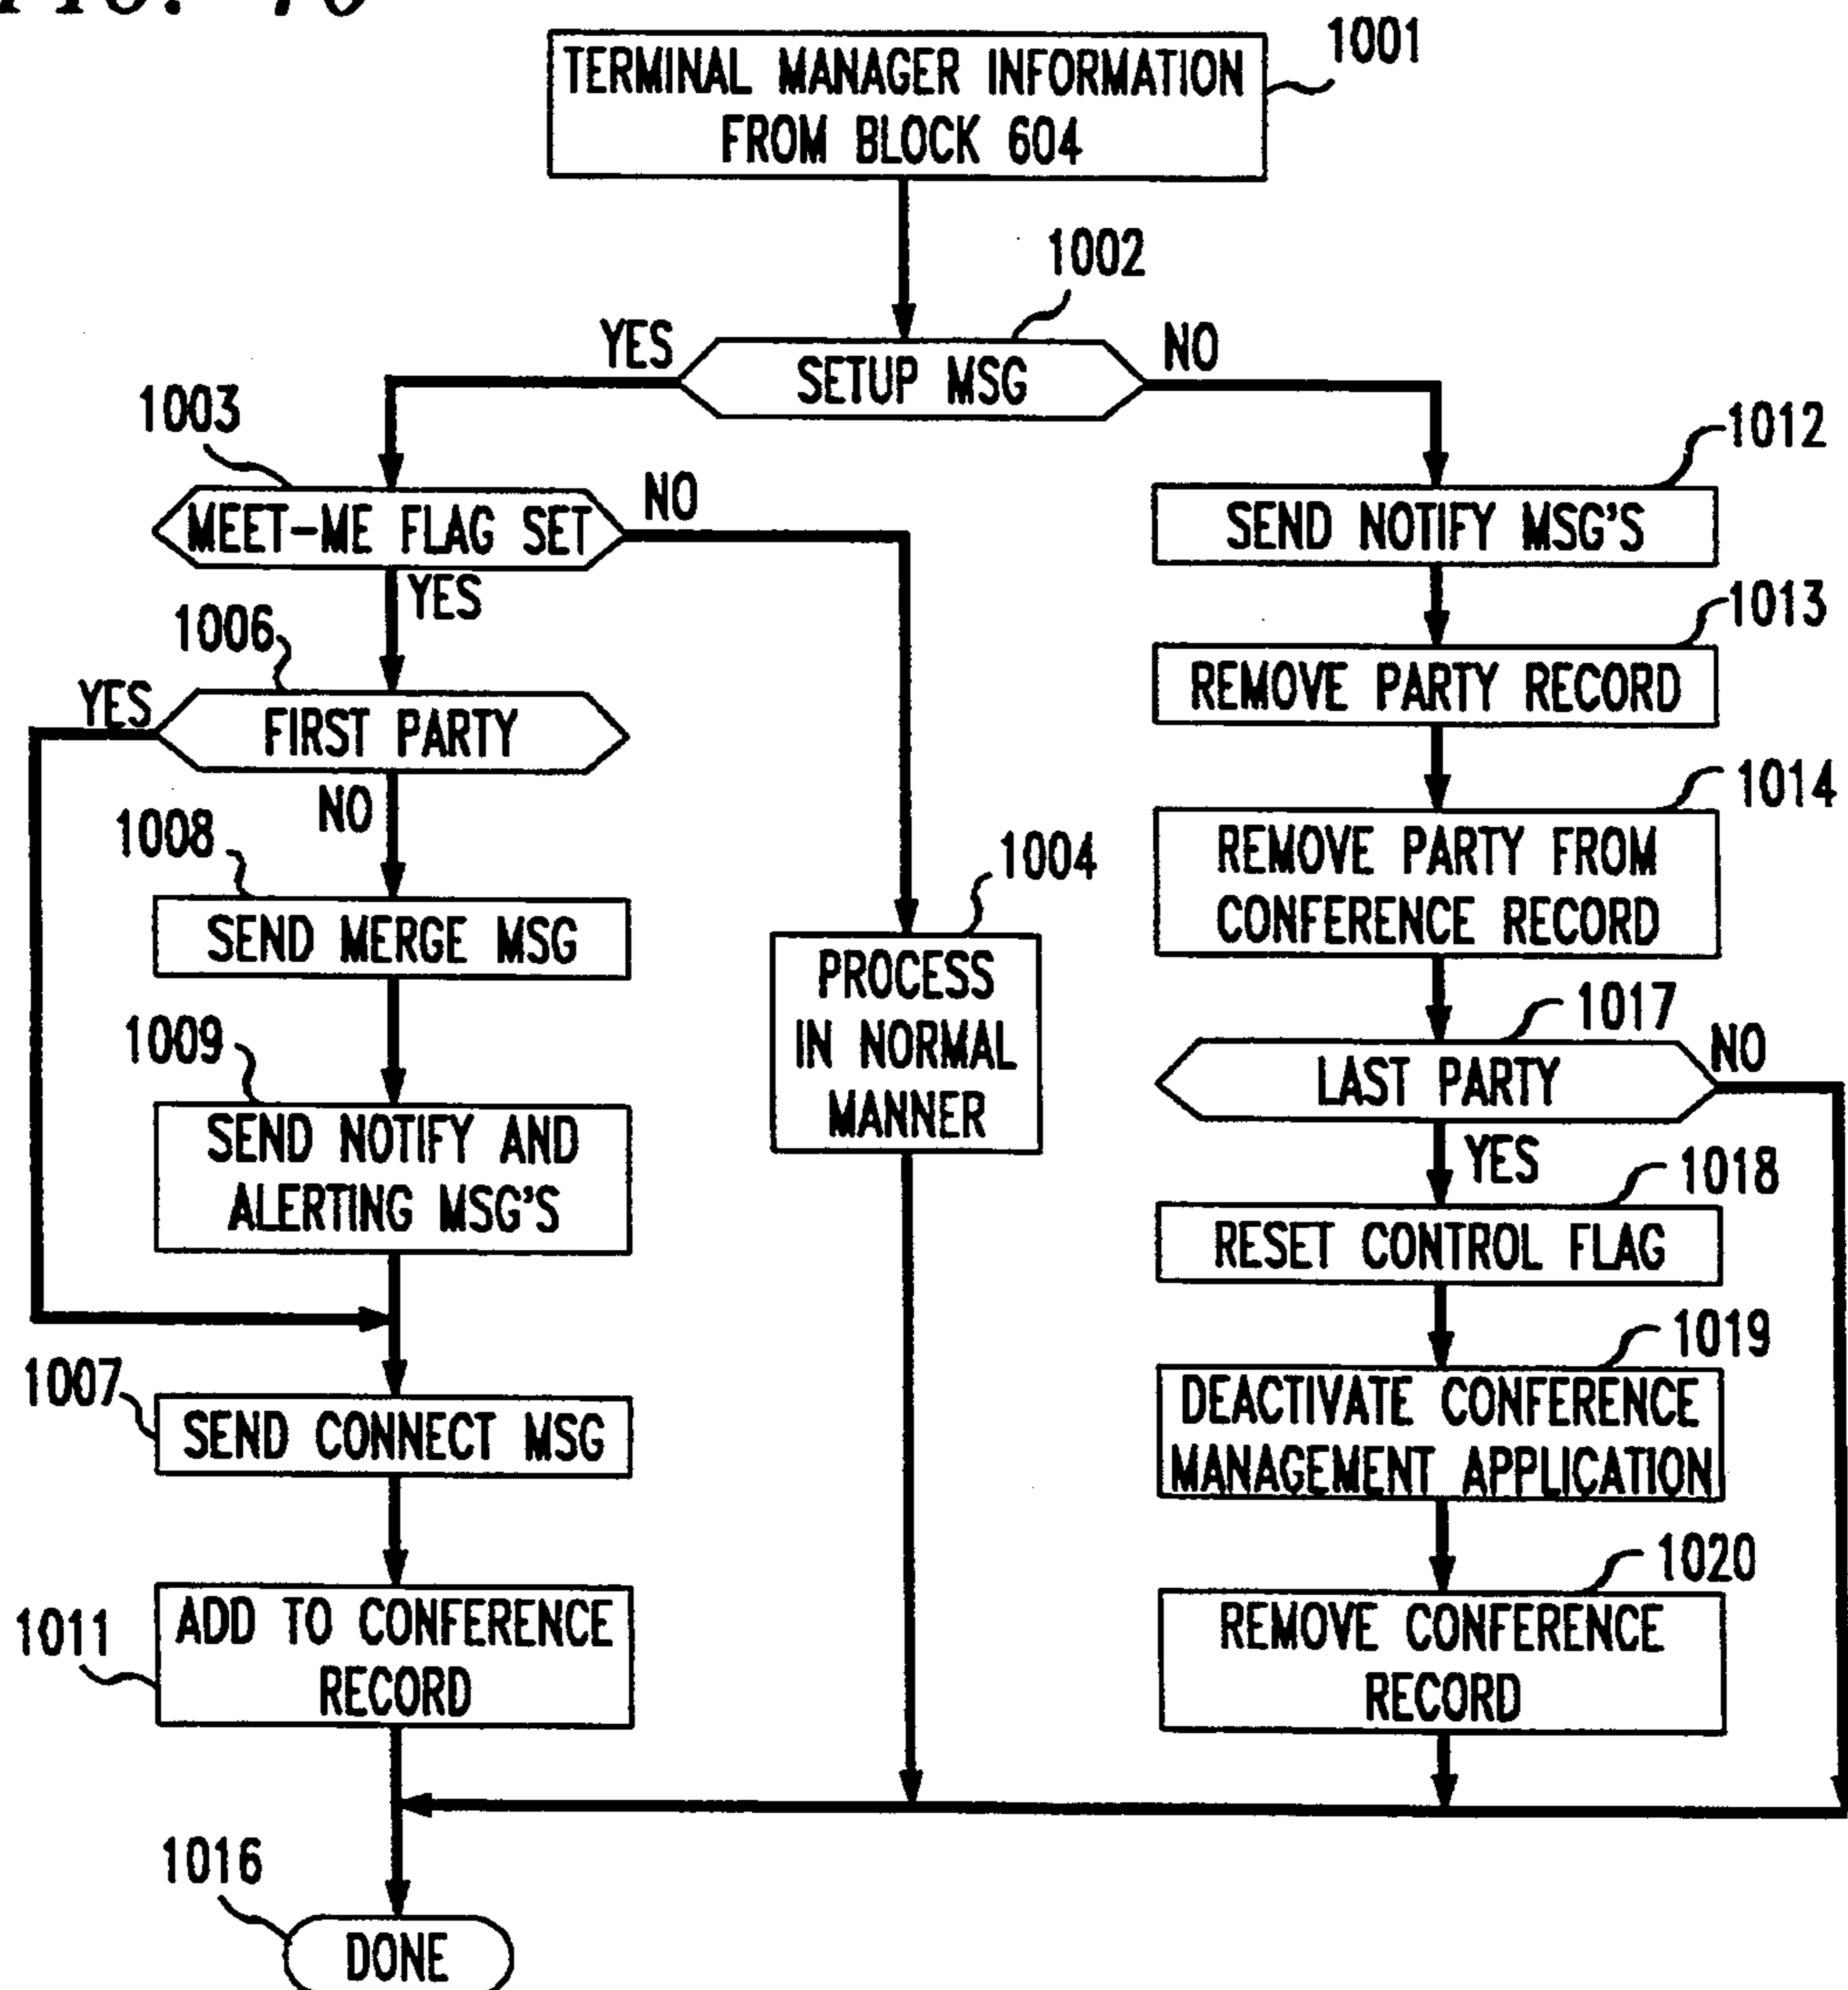 FIG. 10
1001
TERMINAL MANAGER INFORMATION
FROM BLOCK 604
1002
YES
SETUP MSG
NO
1003
MEET-ME FLAG SET
NO
YES
1012
SEND NOTIFY MSG'S
1006
YES
FIRST PARTY
NO
1013
REMOVE PARTY RECORD
1008
SEND MERGE MSG
1004
PROCESS
IN NORMAL
MANNER
1014
REMOVE PARTY FROM
CONFERENCE RECORD
1009
SEND NOTIFY AND
ALERTING MSG'S
1017
LAST PARTY
NO
YES
1018
RESET CONTROL FLAG
1007
SEND CONNECT MSG
1019
DEACTIVATE CONFERENCE
MANAGEMENT APPLICATION
1011
ADD TO CONFERENCE
RECORD
1020
REMOVE CONFERENCE
RECORD
1016
DONE